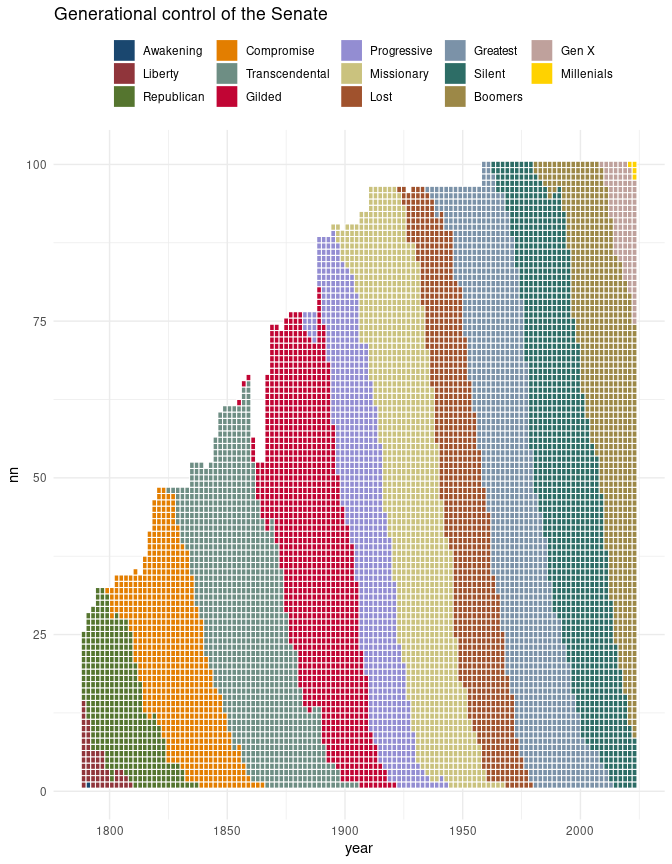 Generational control of the Senate
Awakening Compromise Progressive Greatest Gen X
Liberty Transcendental Missionary Silent Millenials
Republican Gilded Lost Boomers
100
75
50
25
0
nn
1800 1850 1900 1950 2000
year